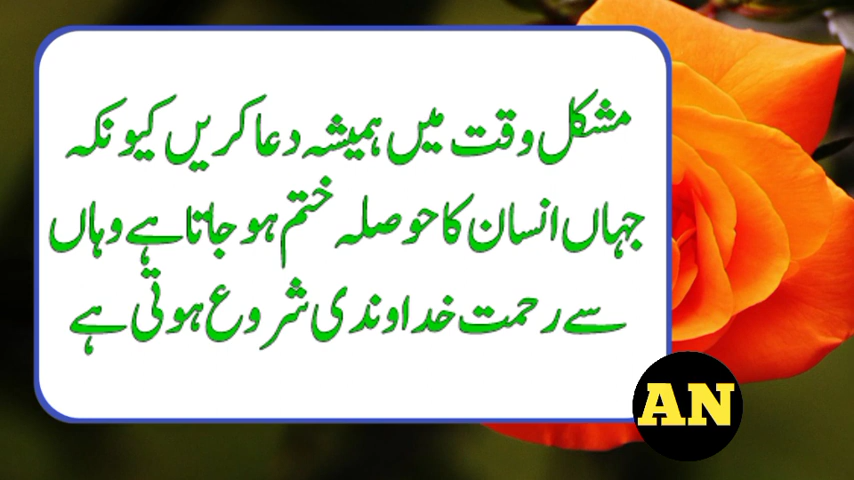 مشکل وقت میں ہمیشہ دعا کریں کیونکہ
جہاں انسان کا حوصلہ ختم ہو جاتا ہے وہاں
سے رحمت خداوندی شروع ہوتی ہے
AN